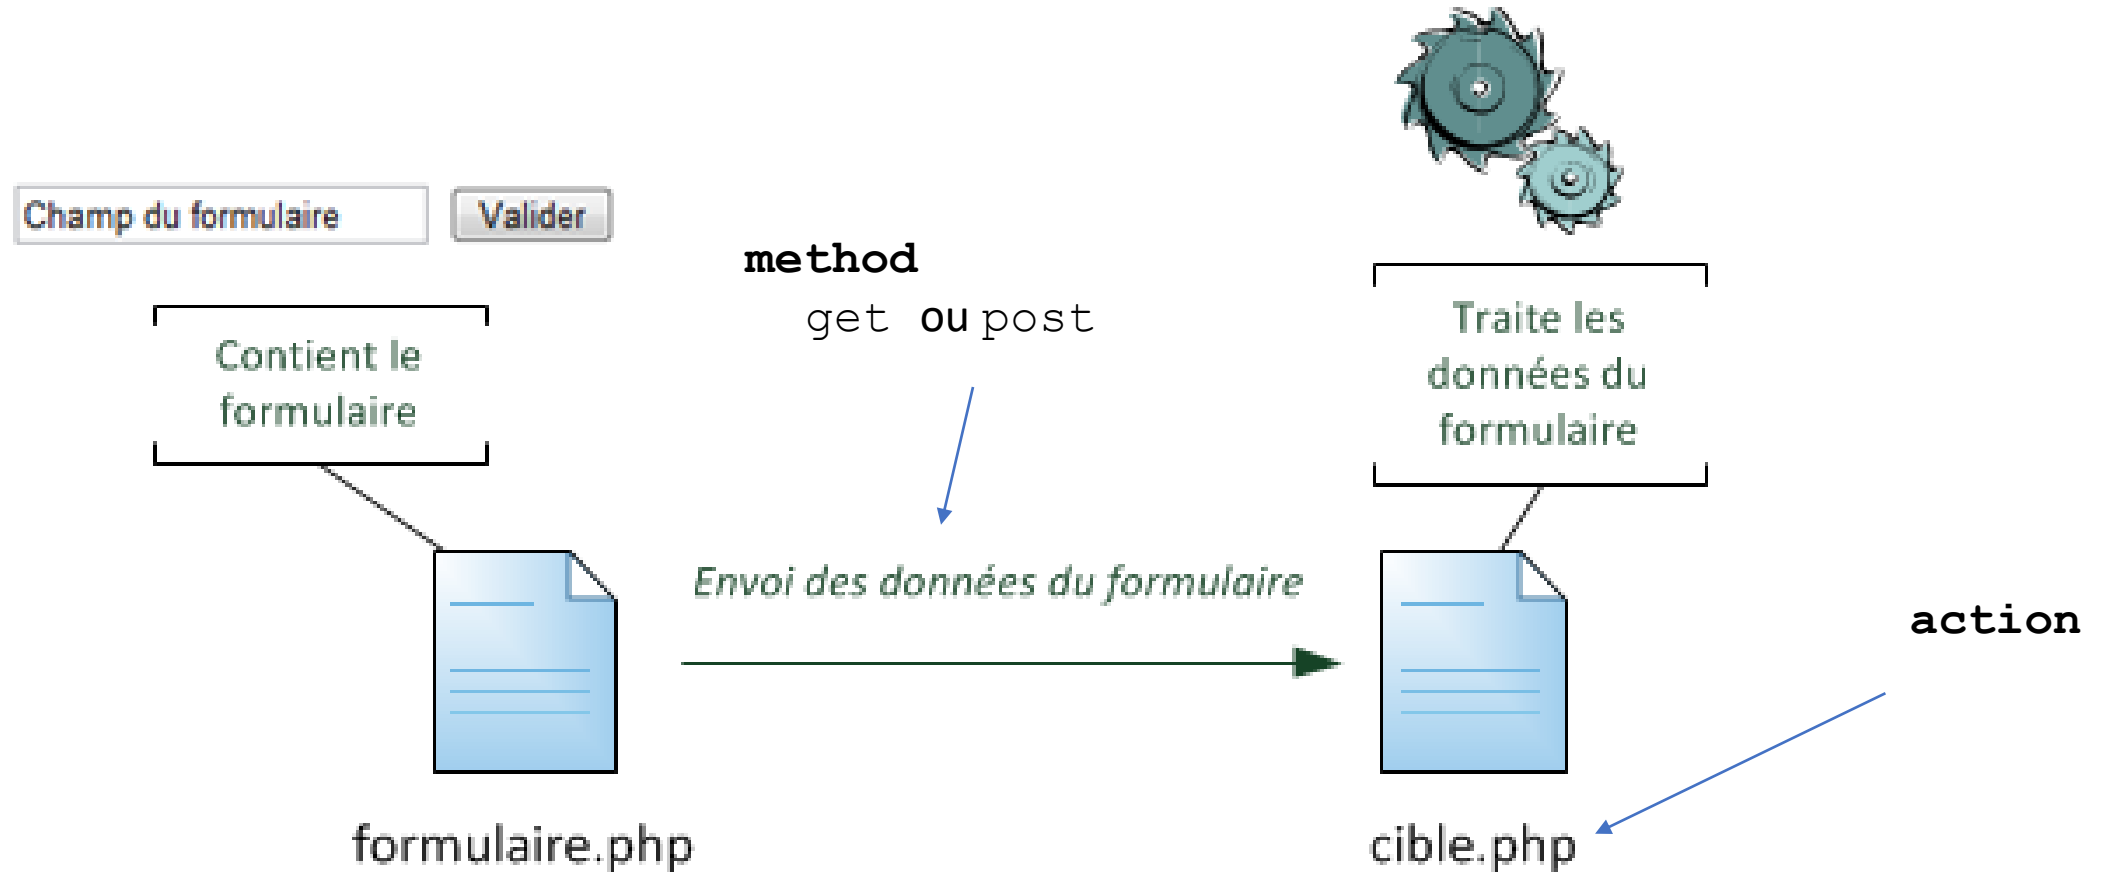 Champ du formulaire
Valider
Contient le
formulaire
method
get ou post
Traite les
données du
formulaire
Envoi des données du formulaire
action
formulaire.php
cible.php